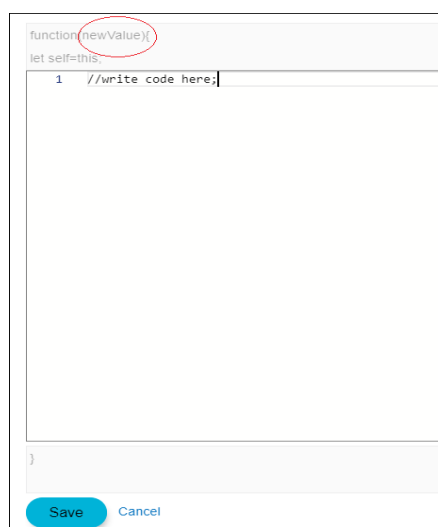 function(newValue){
let self=this;
1 //write code here;
}
Save Cancel